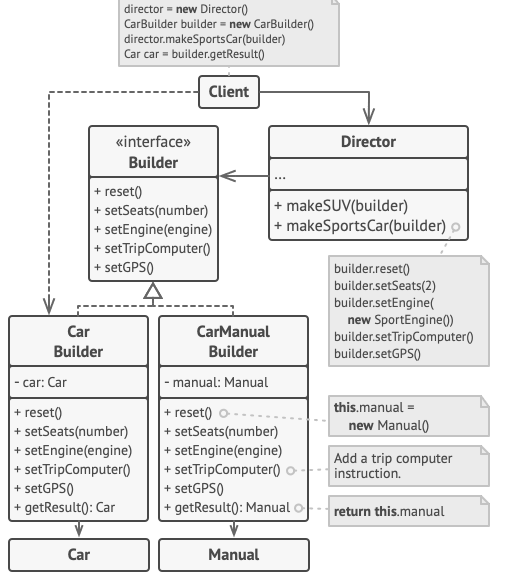 director = new Director()
CarBuilder builder = new CarBuilder()
director.makeSportsCar(builder)
Car car = builder.getResult()
Client
«interface»
Builder
+ reset()
+ setSeats(number)
+ setEngine(engine)
+ setTripComputer()
+ setGPS()
Director
...
+ makeSUV(builder)
+ makeSportsCar(builder)
builder.reset()
builder.setSeats(2)
builder.setEngine(
new SportEngine())
builder.setTripComputer()
builder.setGPS()
Car
Builder
- car: Car
+ reset()
+ setSeats(number)
+ setEngine(engine)
+ setTripComputer()
+ setGPS()
+ getResult(): Car
CarManual
Builder
- manual: Manual
+ reset()
+ setSeats(number)
+ setEngine(engine)
+ setTripComputer()
+ setGPS()
+ getResult(): Manual
this.manual =
new Manual()
Add a trip computer
instruction.
return this.manual
Car
Manual